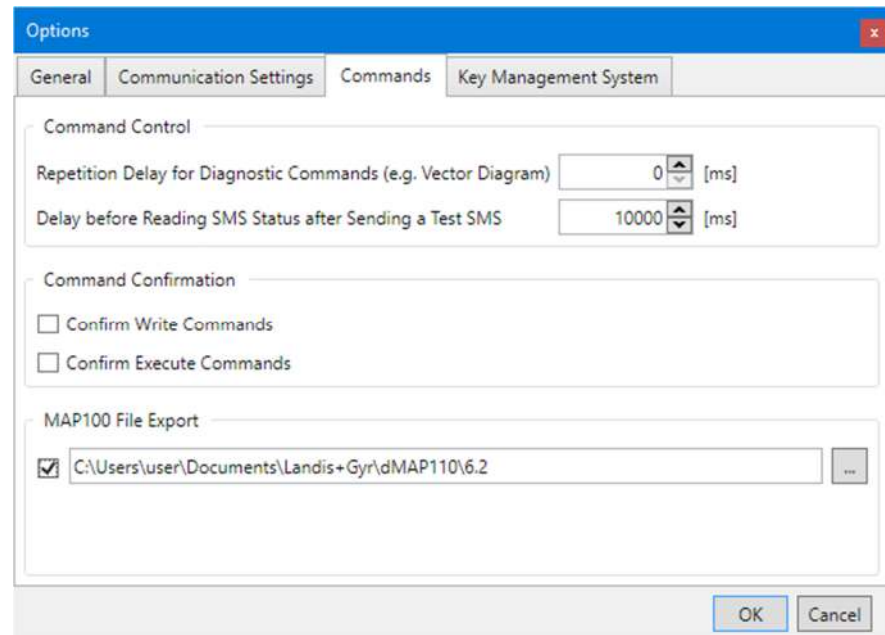 Options
x
General Communication Settings Commands Key Management System
Command Control
Repetition Delay for Diagnostic Commands (e.g. Vector Diagram) 0 [ms]
Delay before Reading SMS Status after Sending a Test SMS 10000 [ms]
Command Confirmation
Confirm Write Commands
Confirm Execute Commands
MAP100 File Export
C:\Users\user\Documents\Landis+Gyr\dMAP110\6.2 ...
OK Cancel